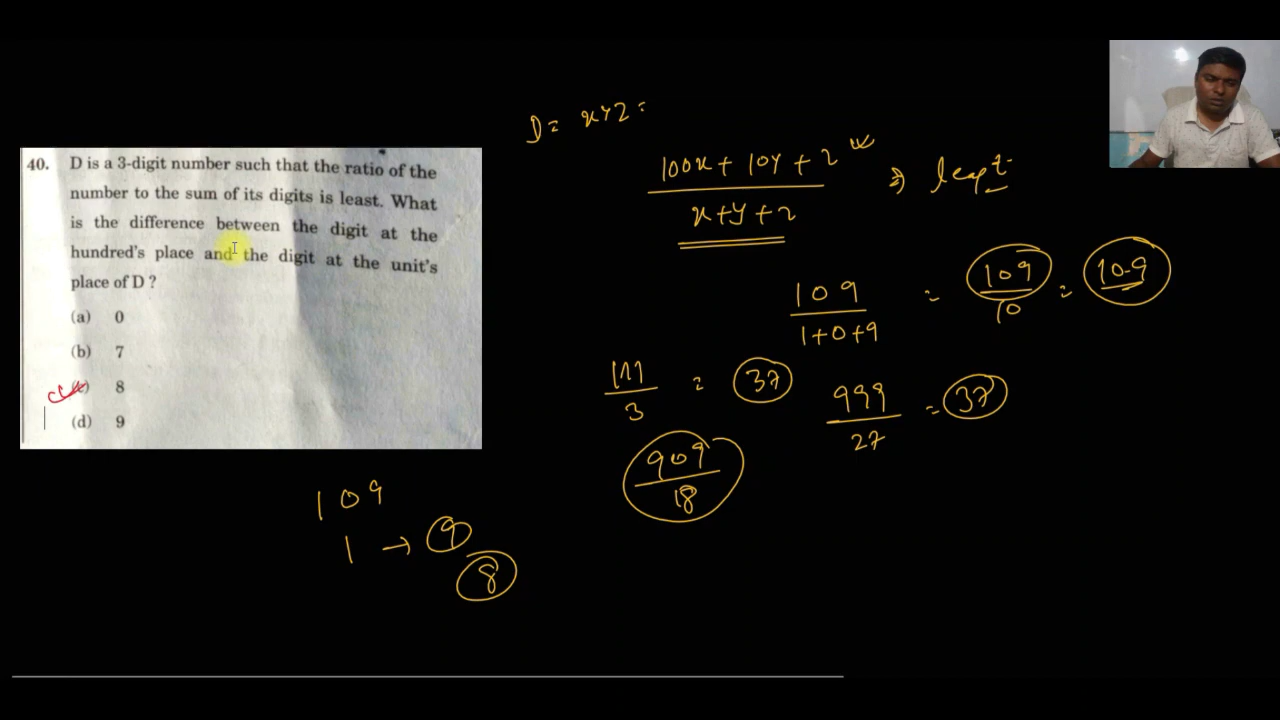 40. D is a 3-digit number such that the ratio of the
number to the sum of its digits is least. What
is the difference between the digit at the
hundred's place and the digit at the unit's
place of D ?
(a) 0
(b) 7
8
(d) 9
D = xyz =
100x + 10y + z
x + y + z
⇒ least
109
1+0+9
= 109
10
= 10.9
111
3
= 37
999
27
= 37
909
18
109
1 → 9
8